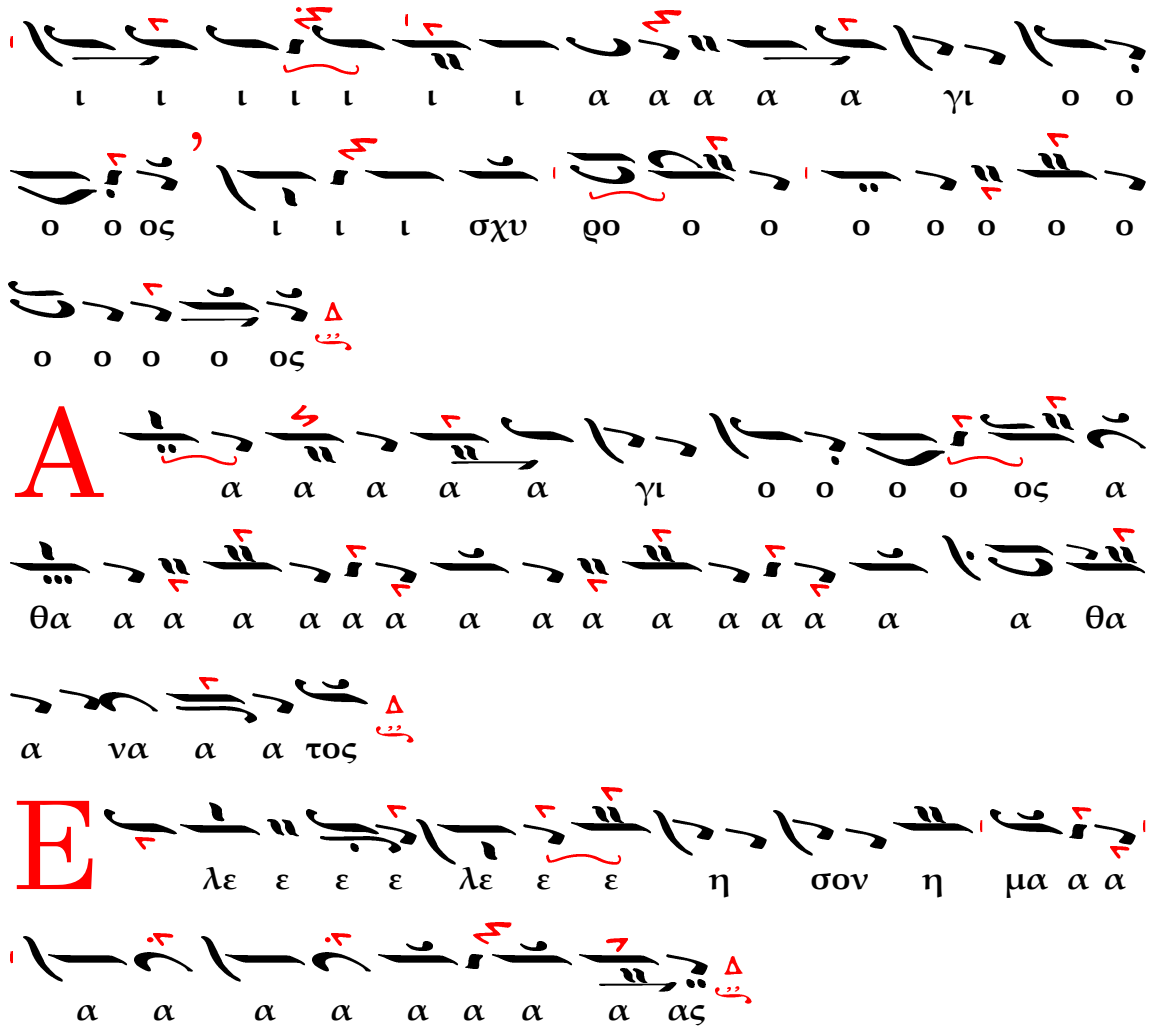 ι ι ι ι ι ι ι α α α α α γι ο ο
ο ο ος ι ι ι σχυ ρο ο ο ο ο ο ο ο
ο ο ο ο ος Δ
Α α α α α α γι ο ο ο ο ος α
θα α α α α α α α α α α α α α α α θα
α να α α τος Δ
Ε λε ε ε ε λε ε ε η σον η μα α α
α α α α α α α α ας Δ